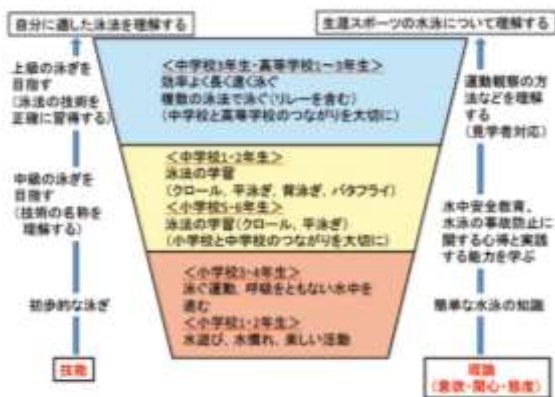 自分に適した泳法を理解する
生涯スポーツの水泳について理解する
上級の泳ぎを
目指す
(泳法の技術を
正確に習得する)
中級の泳ぎを
目指す
(技術の名称を
理解する)
初歩的な泳ぎ
技能
<中学校3年生・高等学校1~3年生>
効率よく長く速く泳ぐ
複数の泳法で泳ぐ(リレーを含む)
(中学校と高等学校のつながりを大切に)
<中学校1・2年生>
泳法の学習
(クロール、平泳ぎ、背泳ぎ、バタフライ)
<小学校5・6年生>
泳法の学習(クロール、平泳ぎ)
(小学校と中学校のつながりを大切に)
<小学校3・4年生>
泳ぐ運動、呼吸をともない水中を
進む
<小学校1・2年生>
水遊び、水慣れ、楽しい活動
運動観察の方
法などを理解
する
(見学者対応)
水中安全教育、
水泳の事故防止に
関する心得と実践
する能力を学ぶ
簡単な水泳の知識
理論
(意欲・関心・態度)